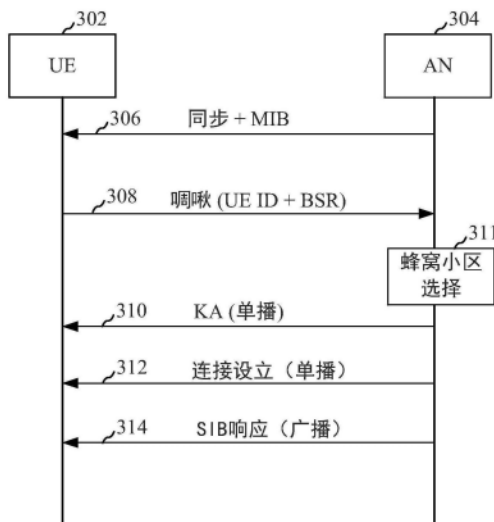 302
304
UE
AN
306
同步 + MIB
308
啁啾 (UE ID + BSR)
311
蜂窝小区
选择
310
KA (单播)
312
连接设立（单播）
314
SIB响应（广播）